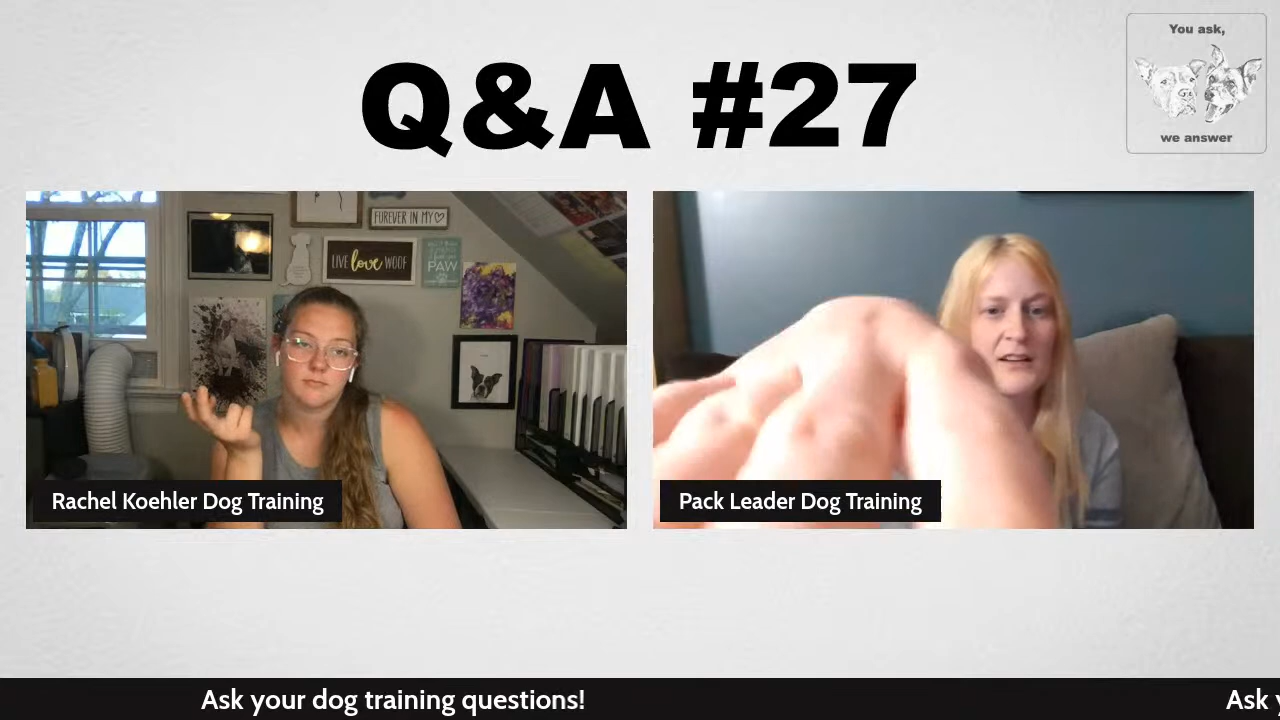 You ask,
Q&A #27
we answer
FUREVER IN MY
LIVE love WOOF
PAW
Rachel Koehler Dog Training
Pack Leader Dog Training
Ask your dog training questions!
Ask